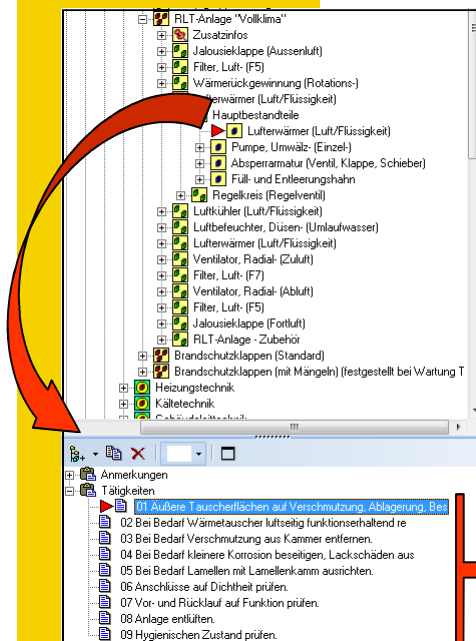 RLT-Anlage "Vollklima"
Zusatzinfos
Jalousieklappe (Aussenluft)
Filter, Luft- (F5)
Wärmerückgewinnung (Rotations-)
Lufterwärmer (Luft/Flüssigkeit)
Hauptbestandteile
Lufterwärmer (Luft/Flüssigkeit)
Pumpe, Umwälz- (Einzel-)
Absperrarmatur (Ventil, Klappe, Schieber)
Füll- und Entleerungshahn
Regelkreis (Regelventil)
Luftkühler (Luft/Flüssigkeit)
Luftbefeuchter, Düsen- (Umlaufwasser)
Lufterwärmer (Luft/Flüssigkeit)
Ventilator, Radial- (Zuluft)
Filter, Luft- (F7)
Ventilator, Radial- (Abluft)
Filter, Luft- (F5)
Jalousieklappe (Fortluft)
RLT-Anlage - Zubehör
Brandschutzklappen (Standard)
Brandschutzklappen (mit Mängeln) (festgestellt bei Wartung T
Heizungstechnik
Kältetechnik
Anmerkungen
Tätigkeiten
01 Äußere Tauscherflächen auf Verschmutzung, Ablagerung, Bes
02 Bei Bedarf Wärmetauscher luftseitig funktionserhaltend re
03 Bei Bedarf Verschmutzung aus Kammer entfernen.
04 Bei Bedarf kleinere Korrosion beseitigen, Lackschäden aus
05 Bei Bedarf Lamellen mit Lamellenkamm ausrichten.
06 Anschlüsse auf Dichtheit prüfen.
07 Vor- und Rücklauf auf Funktion prüfen.
08 Anlage entlüften.
09 Hygienischen Zustand prüfen.